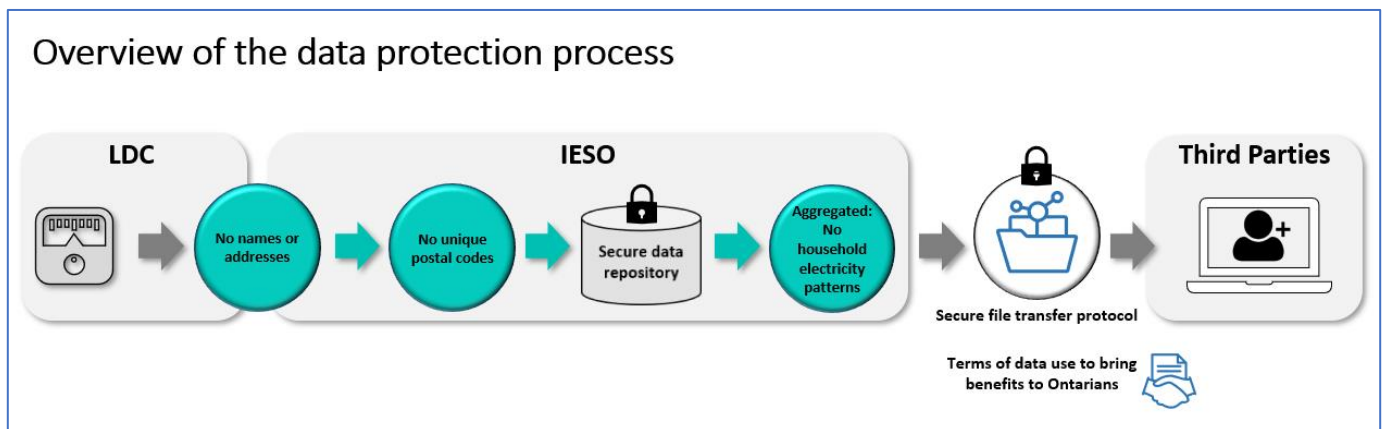 Overview of the data protection process
LDC
IESO
Third Parties
No names or
addresses
No unique
postal codes
Secure data
repository
Aggregated:
No
household
electricity
patterns
Secure file transfer protocol
Terms of data use to bring
benefits to Ontarians